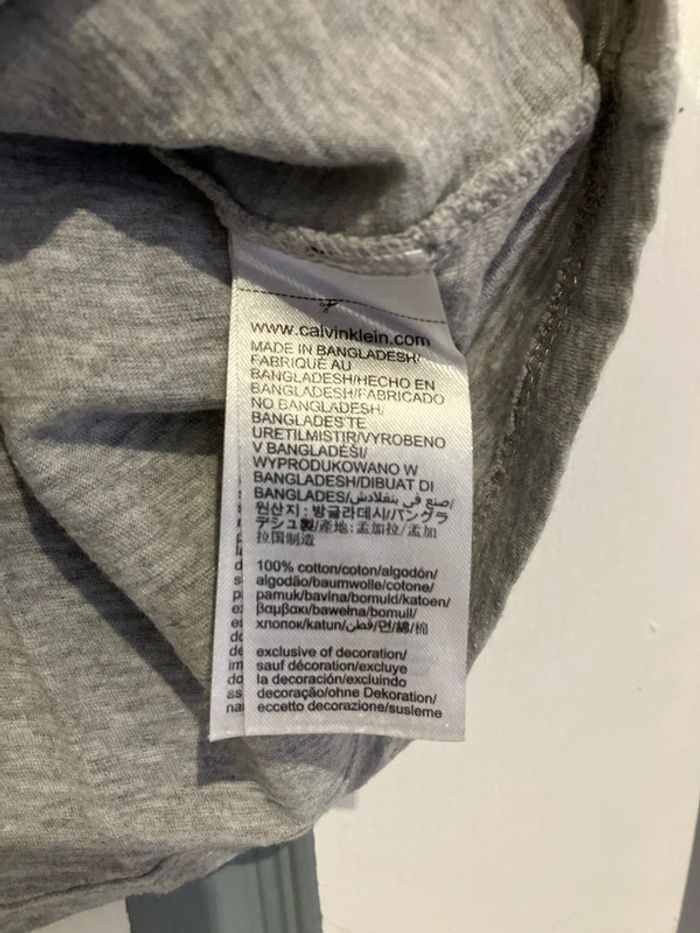 www.calvinklein.com
MADE IN BANGLADESH/
FABRIQUÉ AU
BANGLADESH/HECHO EN
BANGLADESH/FABRICADO
NO BANGLADESH/
BANGLADEŞ'TE
ÜRETİLMİŞTİR/VYROBENO
V BANGLADÉŠI/
WYPRODUKOWANO W
BANGLADESH/DIBUAT DI
BANGLADES/صنع في بنغلادش/
원산지 : 방글라데시/バングラ
デシュ製/產地:孟加拉/孟加
拉国制造
100% cotton/coton/algodón/
algodão/baumwolle/cotone/
pamuk/bavlna/bomuld/katoen/
βαμβακι/bawełna/bomull/
хлопок/katun/قطن/면/綿/棉
exclusive of decoration/
sauf décoration/excluye
la decoración/excluindo
decoração/ohne Dekoration/
eccetto decorazione/susleme